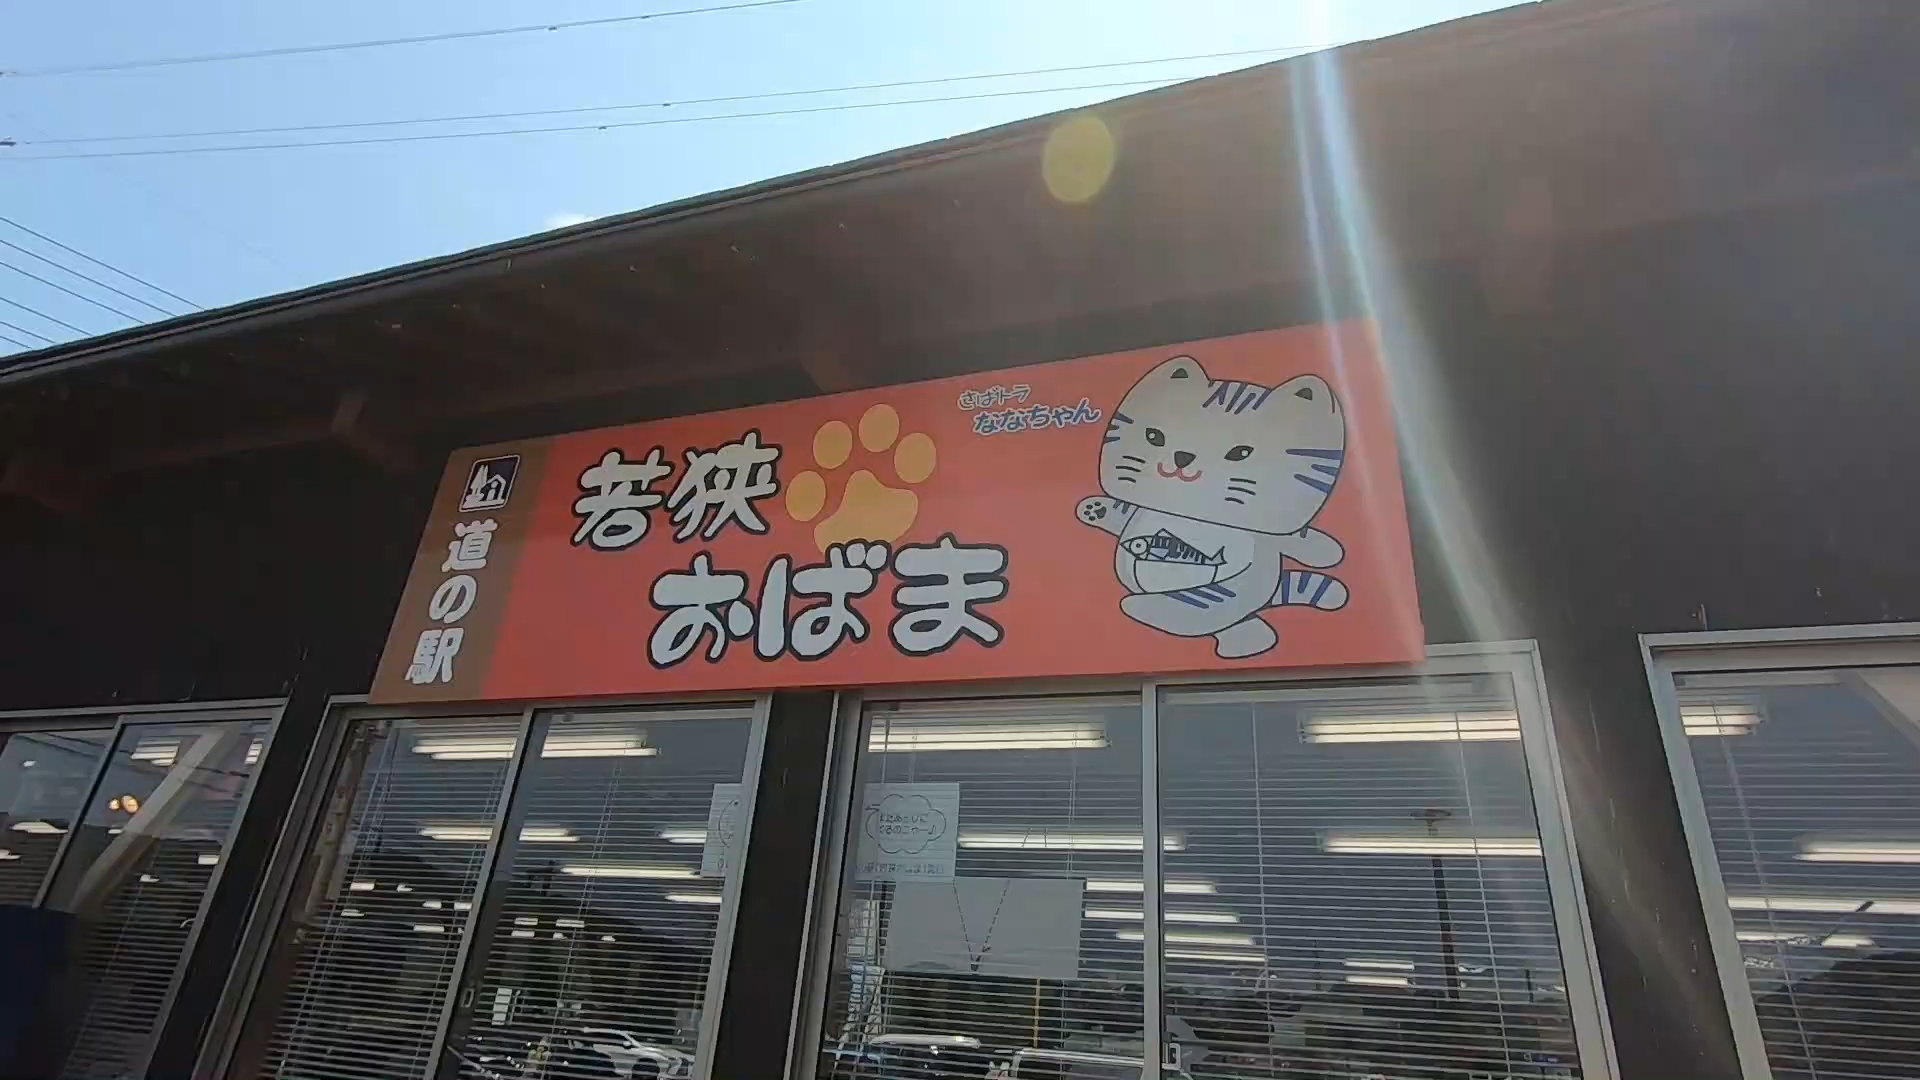 道の駅
若狭
おばま
さばトラ
ななちゃん